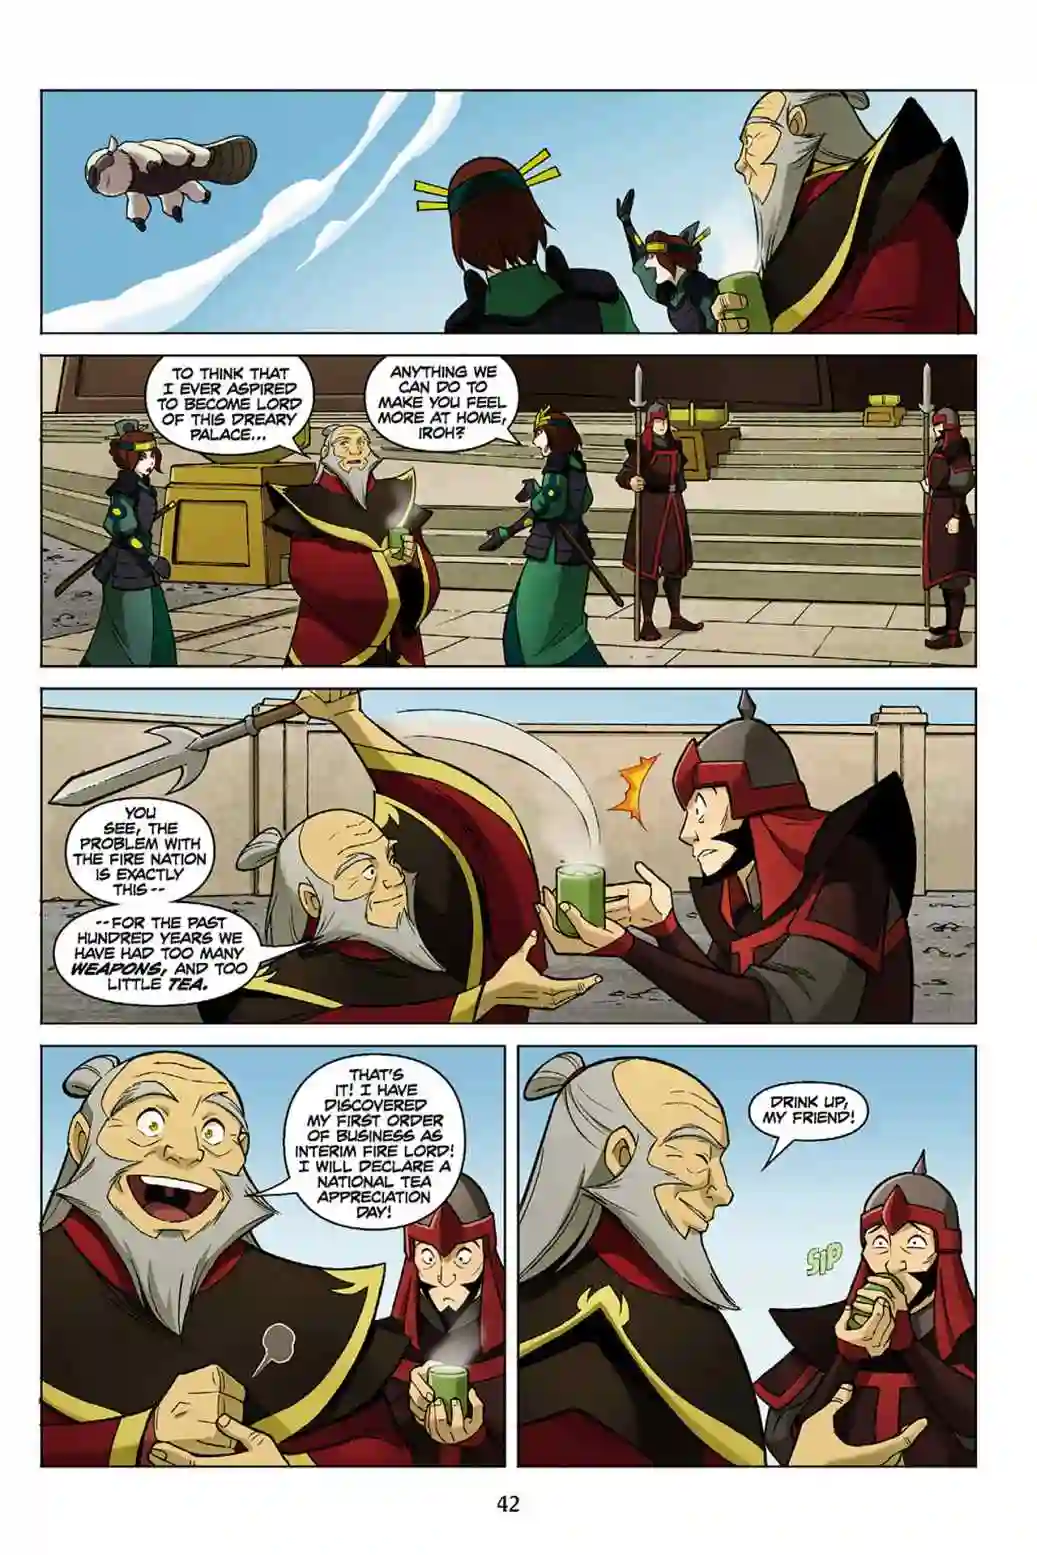 TO THINK THAT
I EVER ASPIRED
TO BECOME LORD
OF THIS DREARY
PALACE...
ANYTHING WE
CAN DO TO
MAKE YOU FEEL
MORE AT HOME,
IROH?
YOU
SEE, THE
PROBLEM WITH
THE FIRE NATION
IS EXACTLY
THIS--
--FOR THE PAST
HUNDRED YEARS WE
HAVE HAD TOO MANY
WEAPONS, AND TOO
LITTLE TEA.
THAT'S
IT! I HAVE
DISCOVERED
MY FIRST ORDER
OF BUSINESS AS
INTERIM FIRE LORD!
I WILL DECLARE A
NATIONAL TEA
APPRECIATION
DAY!
DRINK UP,
MY FRIEND!
SIP
42